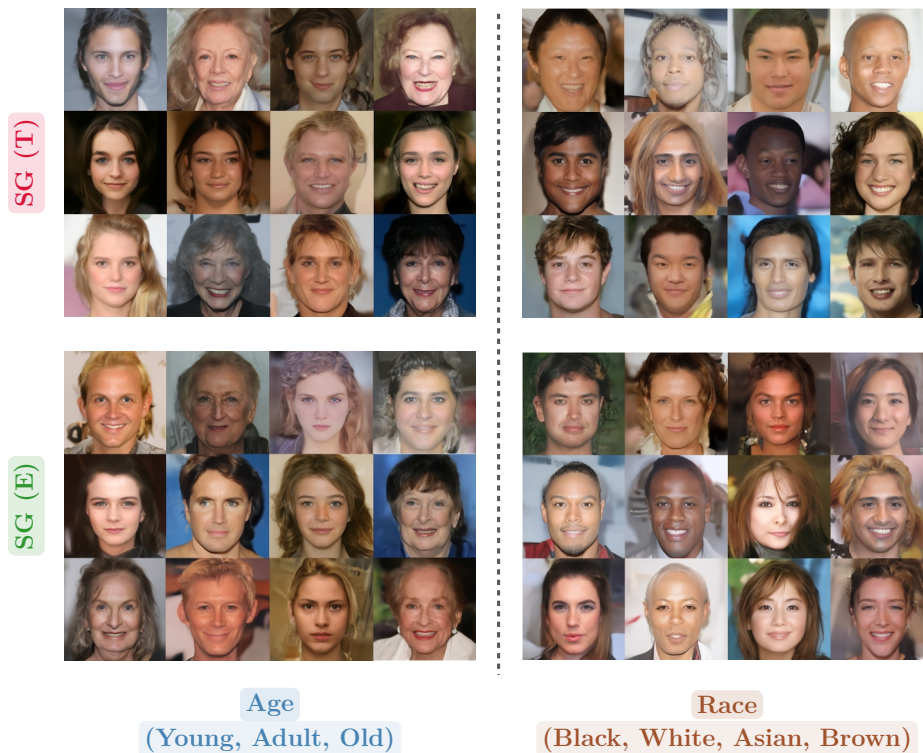 SG (T)
SG (E)
Age
(Young, Adult, Old)
Race
(Black, White, Asian, Brown)